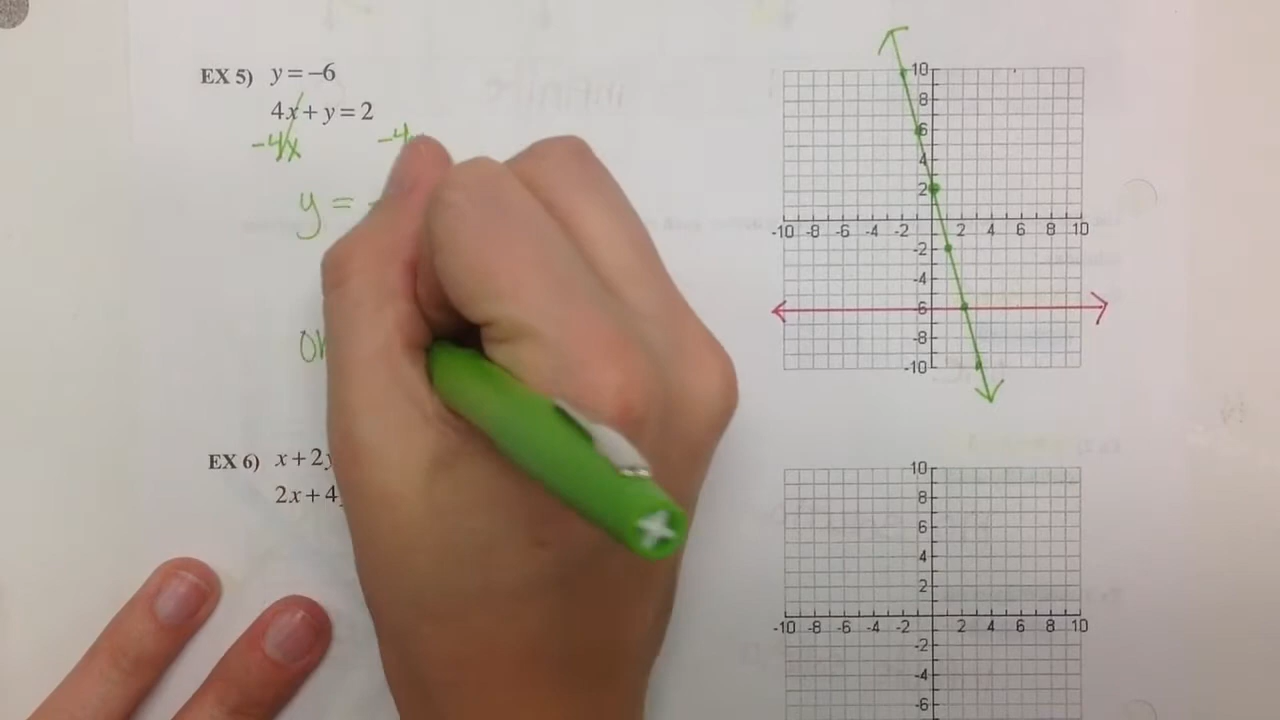 EX 5) y = -6
4x + y = 2
-4x -4x
y =
EX 6) x + 2y
2x + 4
10
8
6
4
2
-10 -8 -6 -4 -2 2 4 6 8 10
-2
-4
-6
-8
-10
10
8
6
4
2
-10 -8 -6 -4 -2 2 4 6 8 10
-2
-4
-6